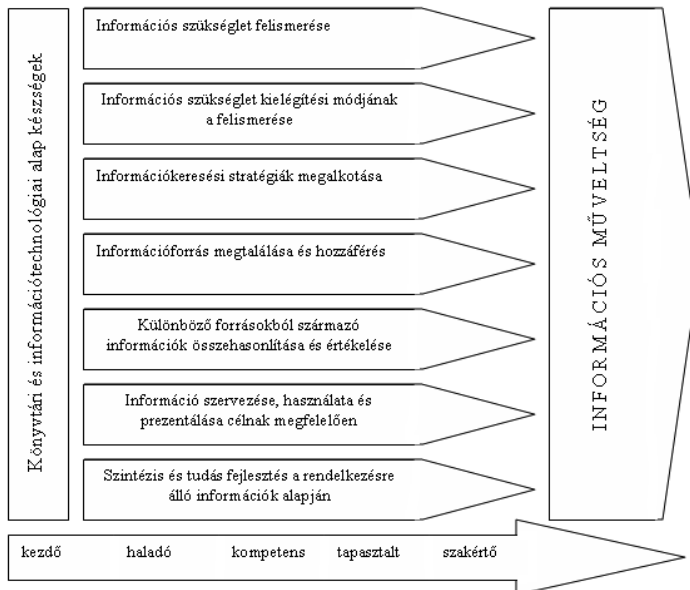 Könyvtári és információtechnológiai alap készségek
Információs szükséglet felismerése
Információs szükséglet kielégítési módjának
a felismerése
Információkeresési stratégiák megalkotása
Információforrás megtalálása és hozzáférés
Különböző forrásokból származó
információk összehasonlítása és értékelése
Információ szervezése, használata és
prezentálása célnak megfelelően
Szintézis és tudás fejlesztés a rendelkezésre
álló információk alapján
INFORMÁCIÓS MŰVELTSÉG
kezdő haladó kompetens tapasztalt szakértő